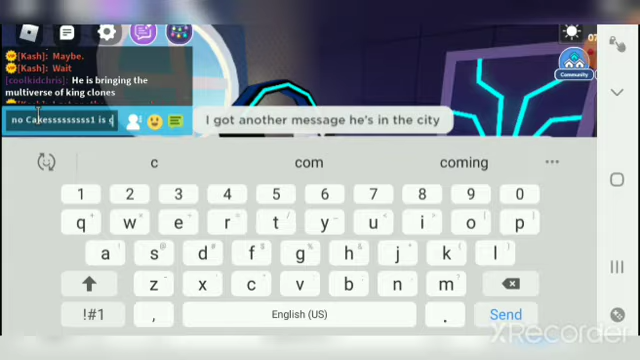 07
[Kash]: Maybe.
[Kash]: Wait
[coolkidchris]: He is bringing the
multiverse of king clones
Community
no Cakesssssssss1 is c
I got another message he's in the city
c com coming
1 2 3 4 5 6 7 8 9 0
q w e r t y u i o p
a s d f g h j k l
z x c v b n m
!#1 , English (US) . Send
XRecorder